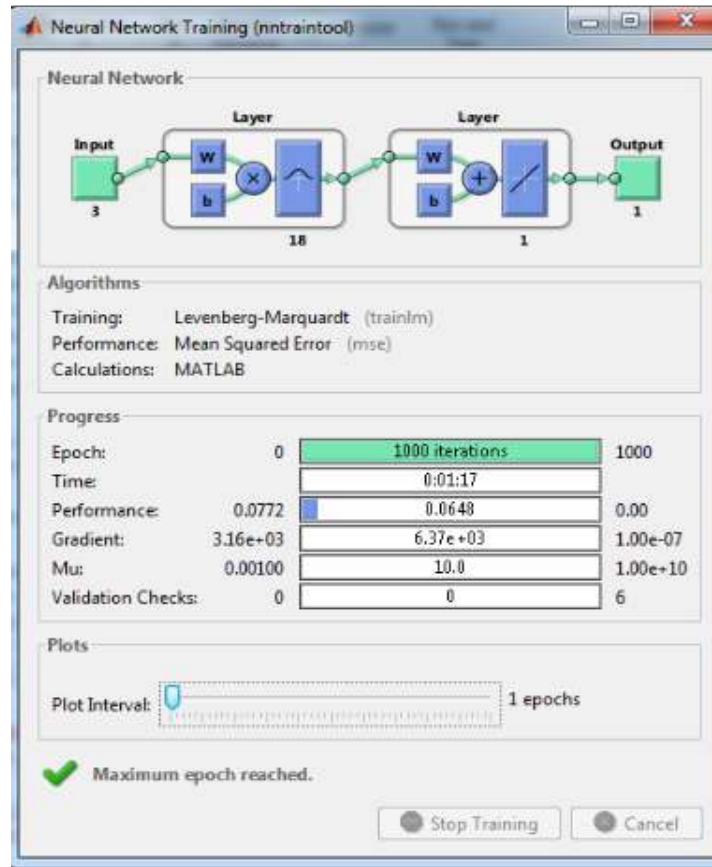 Neural Network Training (nntraintool)
Neural Network
Layer Layer
Input W b W b Output
3 18 1 1
Algorithms
Training: Levenberg-Marquardt (trainlm)
Performance: Mean Squared Error (mse)
Calculations: MATLAB
Progress
Epoch: 0 1000 iterations 1000
Time: 0:01:17
Performance: 0.0772 0.0648 0.00
Gradient: 3.16e+03 6.37e+03 1.00e-07
Mu: 0.00100 10.0 1.00e+10
Validation Checks: 0 0 6
Plots
Plot Interval: 1 epochs
Maximum epoch reached.
Stop Training Cancel